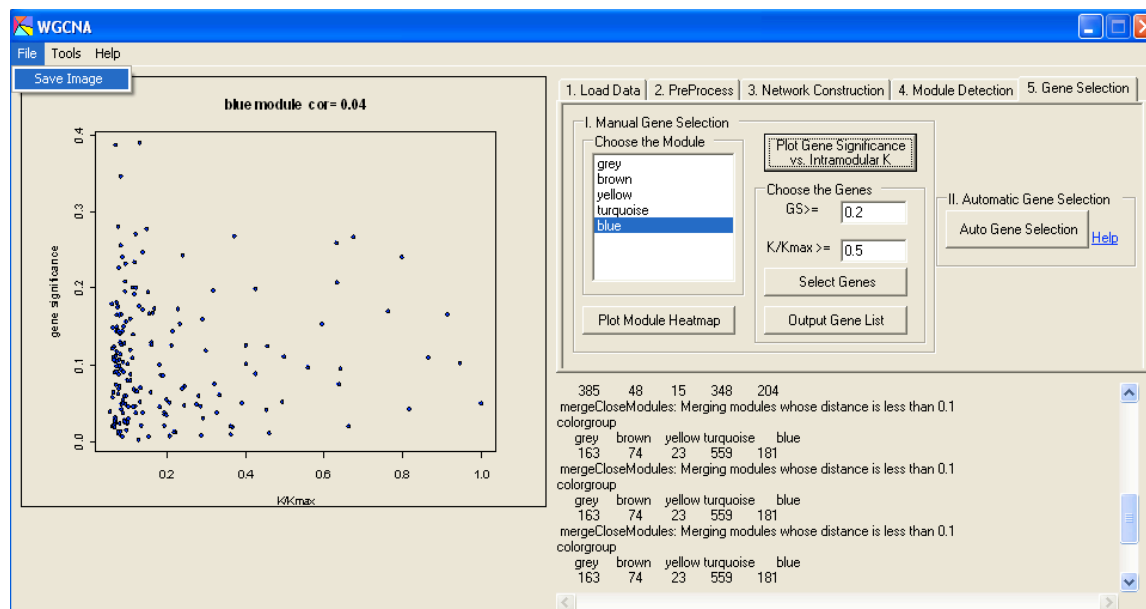 WGCNA
File Tools Help
Save Image
blue module cor= 0.04
gene significance
0.4
0.3
0.2
0.1
0.0
0.2 0.4 0.6 0.8 1.0
K/Kmax
1. Load Data 2. PreProcess 3. Network Construction 4. Module Detection 5. Gene Selection
I. Manual Gene Selection
Choose the Module
grey
brown
yellow
turquoise
blue
Plot Module Heatmap
Plot Gene Significance
vs. Intramodular K
Choose the Genes
GS>= 0.2
K/Kmax >= 0.5
Select Genes
Output Gene List
II. Automatic Gene Selection
Auto Gene Selection Help
385 48 15 348 204
mergeCloseModules: Merging modules whose distance is less than 0.1
colorgroup
grey brown yellow turquoise blue
163 74 23 559 181
mergeCloseModules: Merging modules whose distance is less than 0.1
colorgroup
grey brown yellow turquoise blue
163 74 23 559 181
mergeCloseModules: Merging modules whose distance is less than 0.1
colorgroup
grey brown yellow turquoise blue
163 74 23 559 181